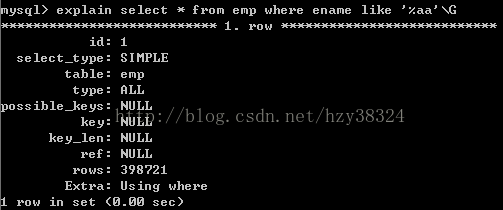 mysql> explain select * from emp where ename like '%aa'\G
*************************** 1. row ***************************
id: 1
select_type: SIMPLE
table: emp
type: ALL
possible_keys: NULL
key: NULL
key_len: NULL
ref: NULL
rows: 398721
Extra: Using where
1 row in set (0.00 sec)
http://blog.csdn.net/hzy38324